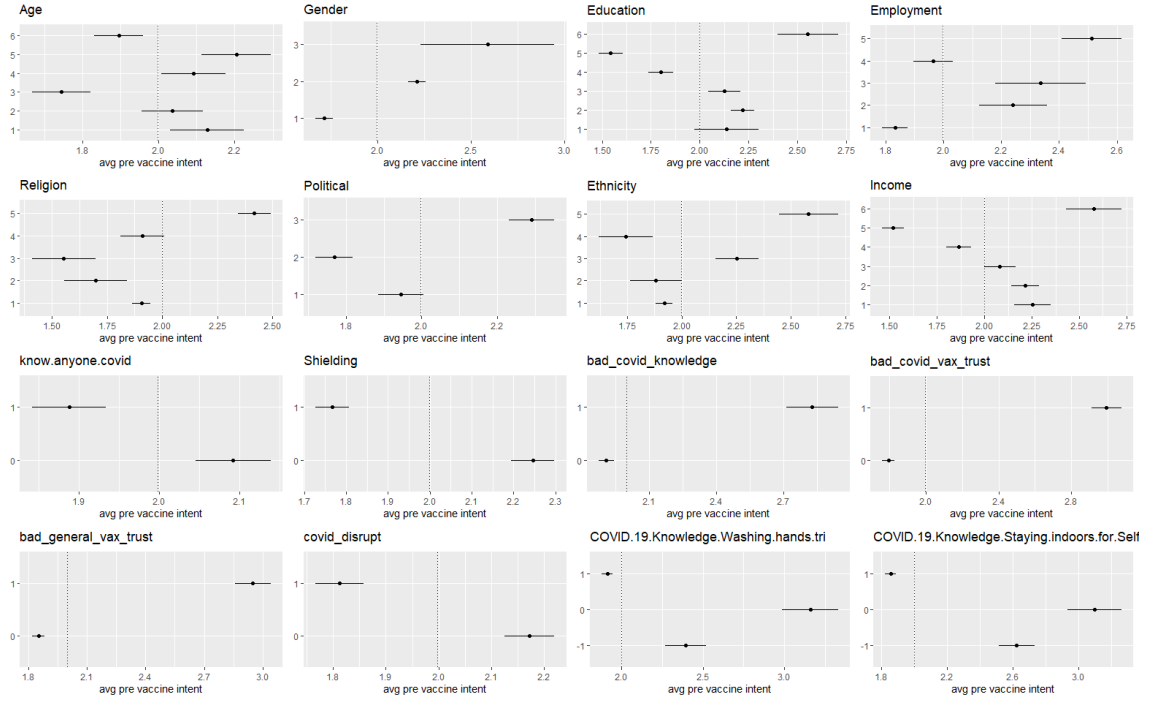 Age
6
5
4
3
2
1
1.8 2.0 2.2
avg pre vaccine intent
Gender
3
2
1
2.0 2.5 3.0
avg pre vaccine intent
Education
6
5
4
3
2
1
1.50 1.75 2.00 2.25 2.50 2.75
avg pre vaccine intent
Employment
5
4
3
2
1
2.0 2.2 2.4 2.6
avg pre vaccine intent
Religion
5
4
3
2
1
1.50 1.75 2.00 2.25 2.50
avg pre vaccine intent
Political
3
2
1
1.8 2.0 2.2
avg pre vaccine intent
Ethnicity
5
4
3
2
1
1.75 2.00 2.25 2.50 2.75
avg pre vaccine intent
Income
6
5
4
3
2
1
1.50 1.75 2.00 2.25 2.50 2.75
avg pre vaccine intent
know.anyone.covid
1
0
1.9 2.0 2.1
avg pre vaccine intent
Shielding
1
0
1.7 1.8 1.9 2.0 2.1 2.2 2.3
avg pre vaccine intent
bad_covid_knowledge
1
0
2.1 2.4 2.7
avg pre vaccine intent
bad_covid_vax_trust
1
0
2.0 2.4 2.8
avg pre vaccine intent
bad_general_vax_trust
1
0
1.8 2.1 2.4 2.7 3.0
avg pre vaccine intent
covid_disrupt
1
0
1.8 1.9 2.0 2.1 2.2
avg pre vaccine intent
COVID.19.Knowledge.Washing.hands.tri
1
0
-1
2.0 2.5 3.0
avg pre vaccine intent
COVID.19.Knowledge.Staying.indoors.for.Self
1
0
-1
1.8 2.2 2.6 3.0
avg pre vaccine intent